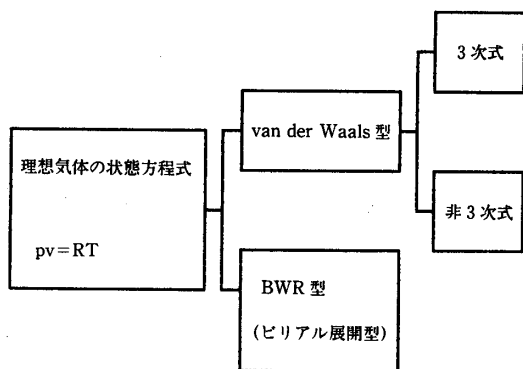 理想気体の状態方程式
pv=RT
van der Waals 型
3 次式
非 3 次式
BWR 型
(ビリアル展開型)